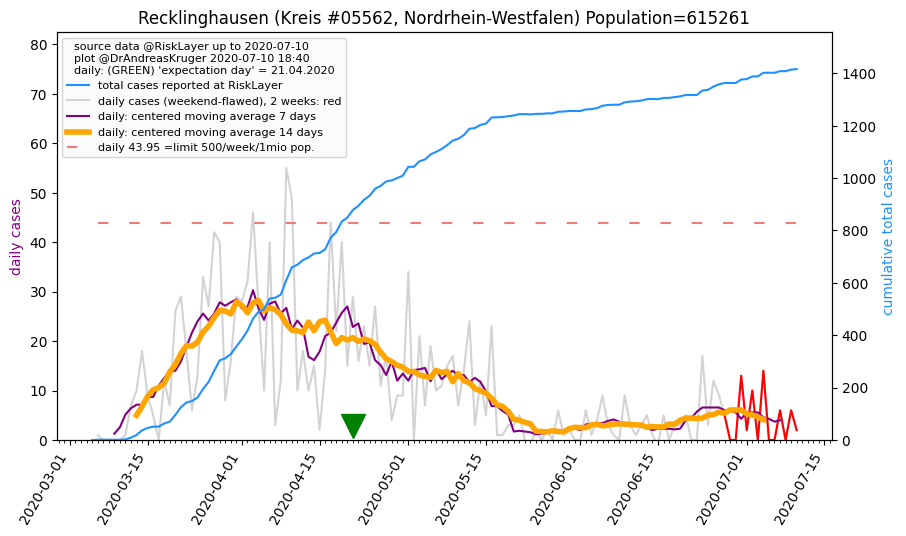 Recklinghausen (Kreis #05562, Nordrhein-Westfalen) Population=615261
source data @RiskLayer up to 2020-07-10
plot @DrAndreasKruger 2020-07-10 18:40
daily: (GREEN) 'expectation day' = 21.04.2020
total cases reported at RiskLayer
daily cases (weekend-flawed), 2 weeks: red
daily: centered moving average 7 days
daily: centered moving average 14 days
daily 43.95 =limit 500/week/1mio pop.
daily cases
80
70
60
50
40
30
20
10
0
1400
1200
1000
800
600
400
200
0
cumulative total cases
2020-03-01
2020-03-15
2020-04-01
2020-04-15
2020-05-01
2020-05-15
2020-06-01
2020-06-15
2020-07-01
2020-07-15